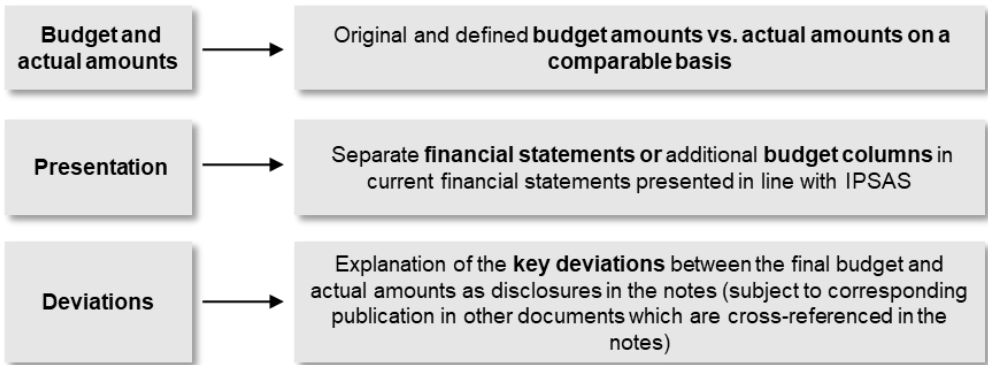 Budget and
actual amounts
Original and defined budget amounts vs. actual amounts on a
comparable basis
Presentation
Separate financial statements or additional budget columns in
current financial statements presented in line with IPSAS
Deviations
Explanation of the key deviations between the final budget and
actual amounts as disclosures in the notes (subject to corresponding
publication in other documents which are cross-referenced in the
notes)